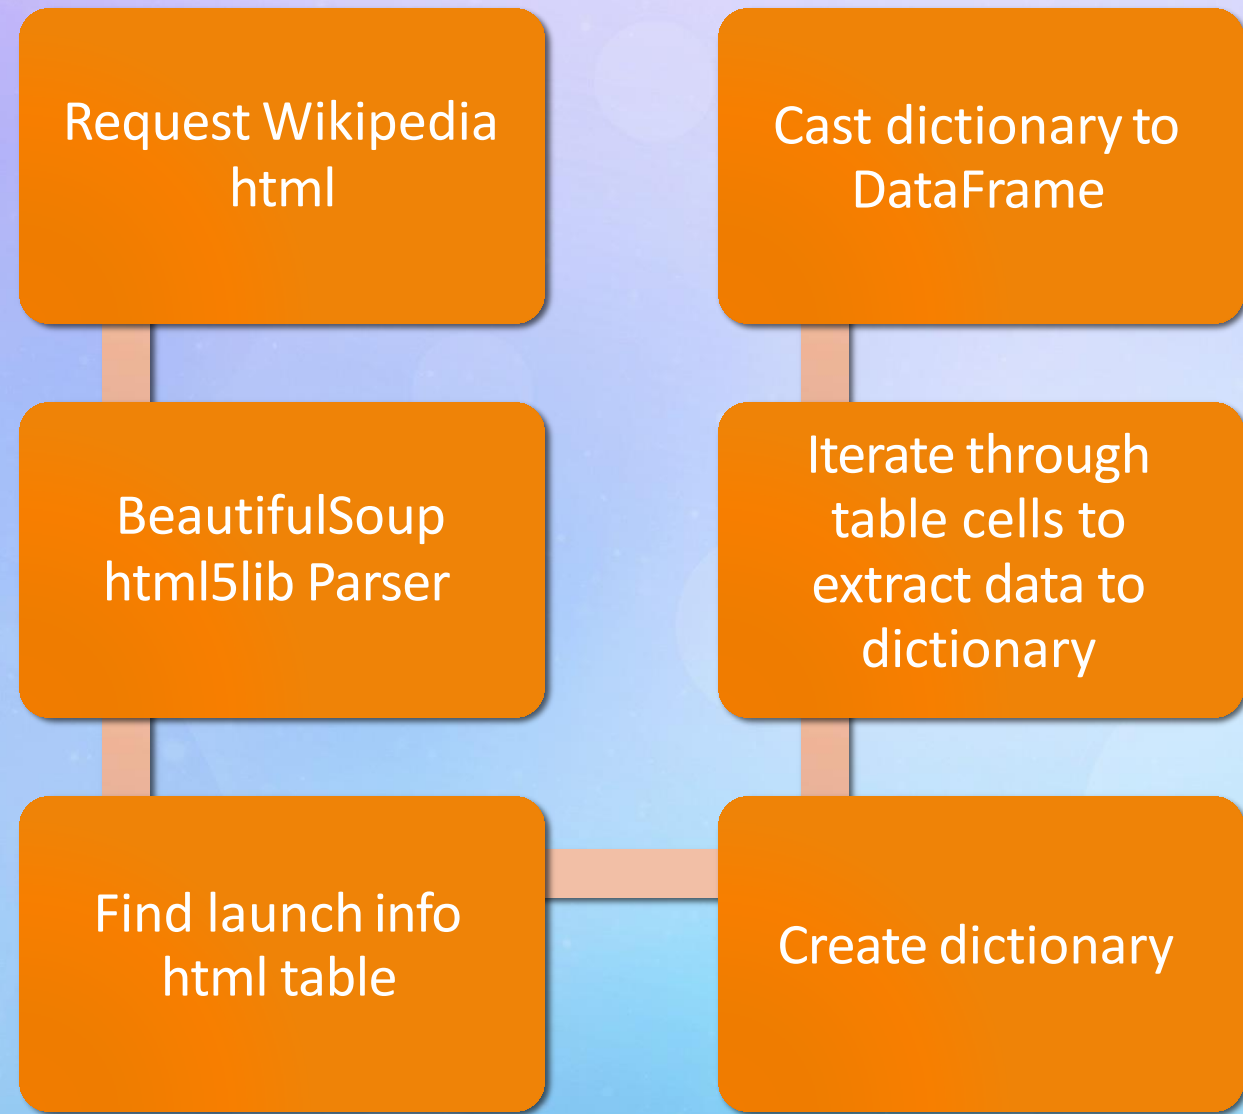 Request Wikipedia
html
BeautifulSoup
html5lib Parser
Find launch info
html table
Create dictionary
Iterate through
table cells to
extract data to
dictionary
Cast dictionary to
DataFrame